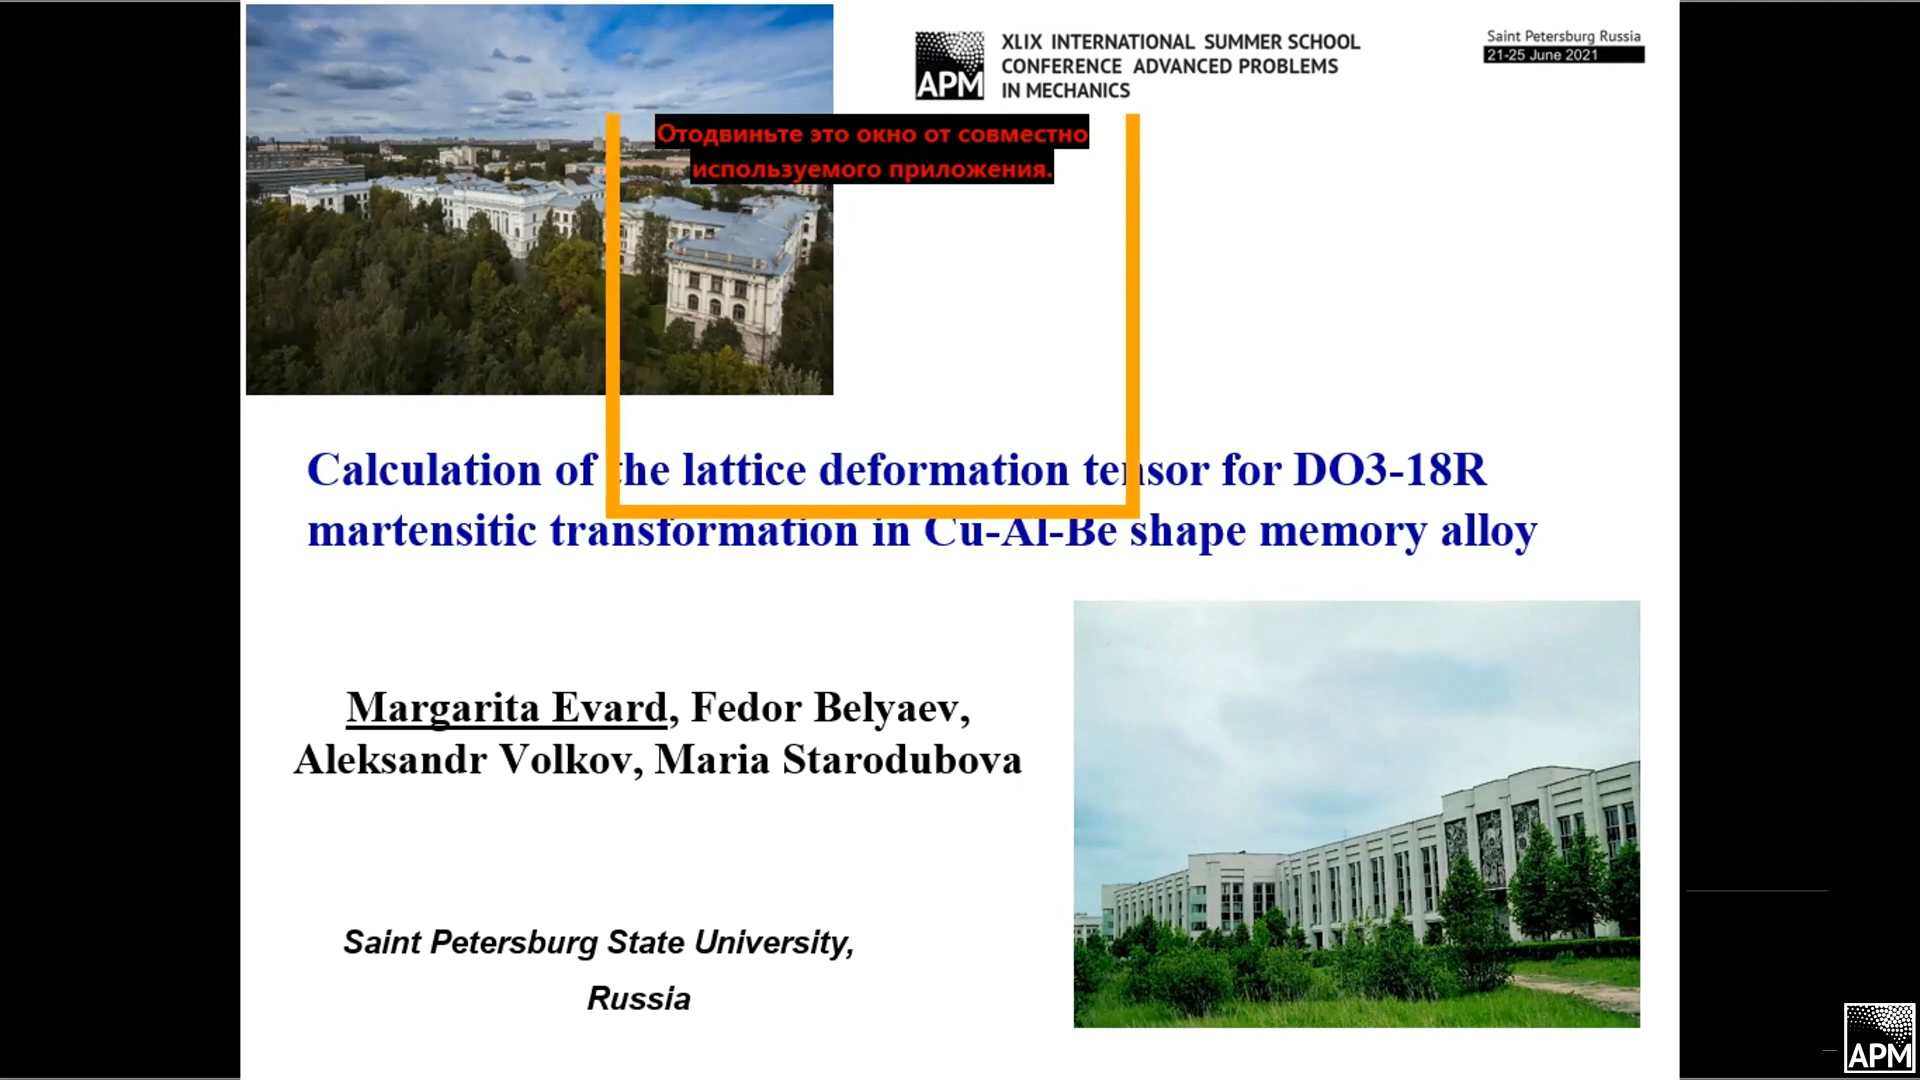 APM
XLIX INTERNATIONAL SUMMER SCHOOL
CONFERENCE ADVANCED PROBLEMS
IN MECHANICS
Saint Petersburg Russia
21-25 June 2021
Отодвиньте это окно от совместно
используемого приложения.
Calculation of the lattice deformation tensor for DO3-18R
martensitic transformation in Cu-Al-Be shape memory alloy
Margarita Evard, Fedor Belyaev,
Aleksandr Volkov, Maria Starodubova
Saint Petersburg State University,
Russia
APM